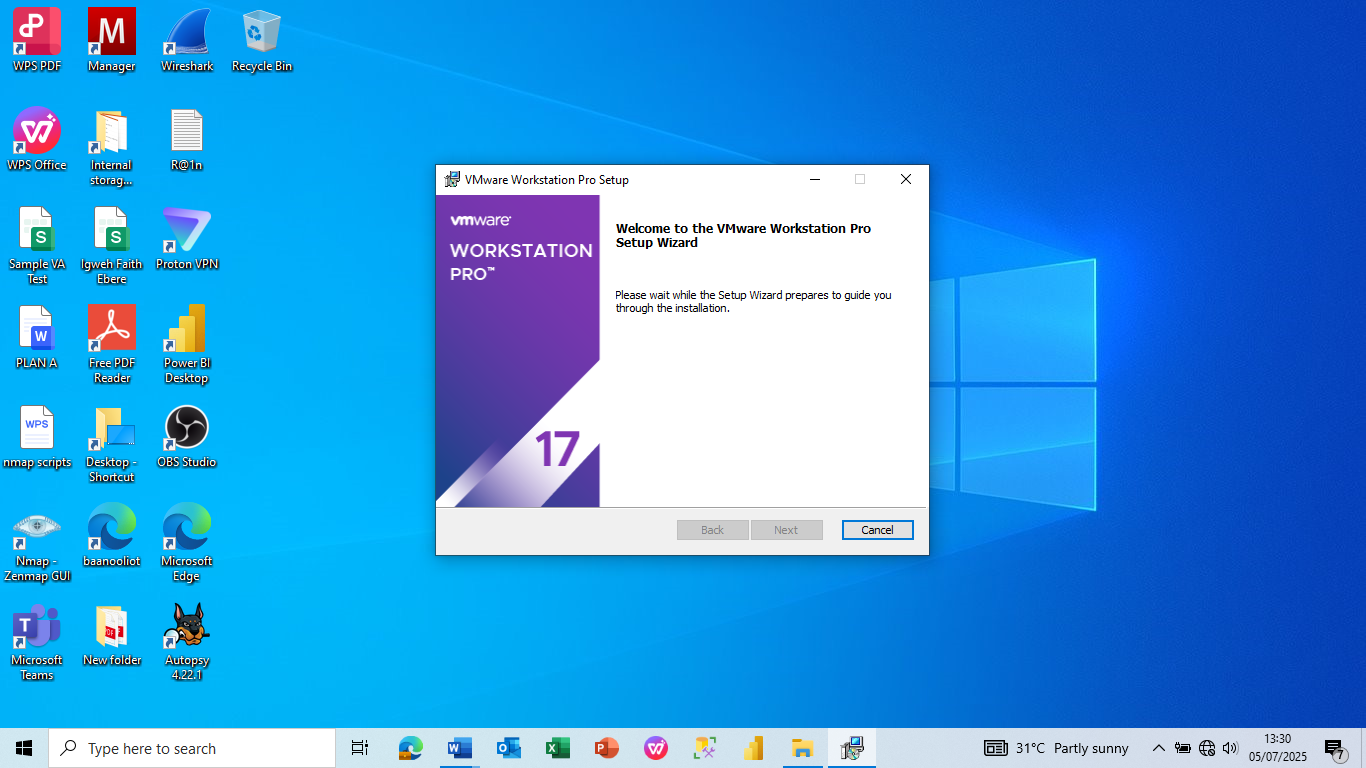 WPS PDF
Manager
Wireshark
Recycle Bin
WPS Office
Internal
storag...
R@1n
Sample VA
Test
Igweh Faith
Ebere
Proton VPN
PLAN A
Free PDF
Reader
Power BI
Desktop
WPS
nmap scripts
Desktop -
Shortcut
OBS Studio
Nmap -
Zenmap GUI
baanooliot
Microsoft
Edge
Microsoft
Teams
New folder
Autopsy
4.22.1
VMware Workstation Pro Setup
vmware®
WORKSTATION
PRO™
17
Welcome to the VMware Workstation Pro
Setup Wizard
Please wait while the Setup Wizard prepares to guide you
through the installation.
Back
Next
Cancel
Type here to search
31°C Partly sunny
13:30
05/07/2025
7